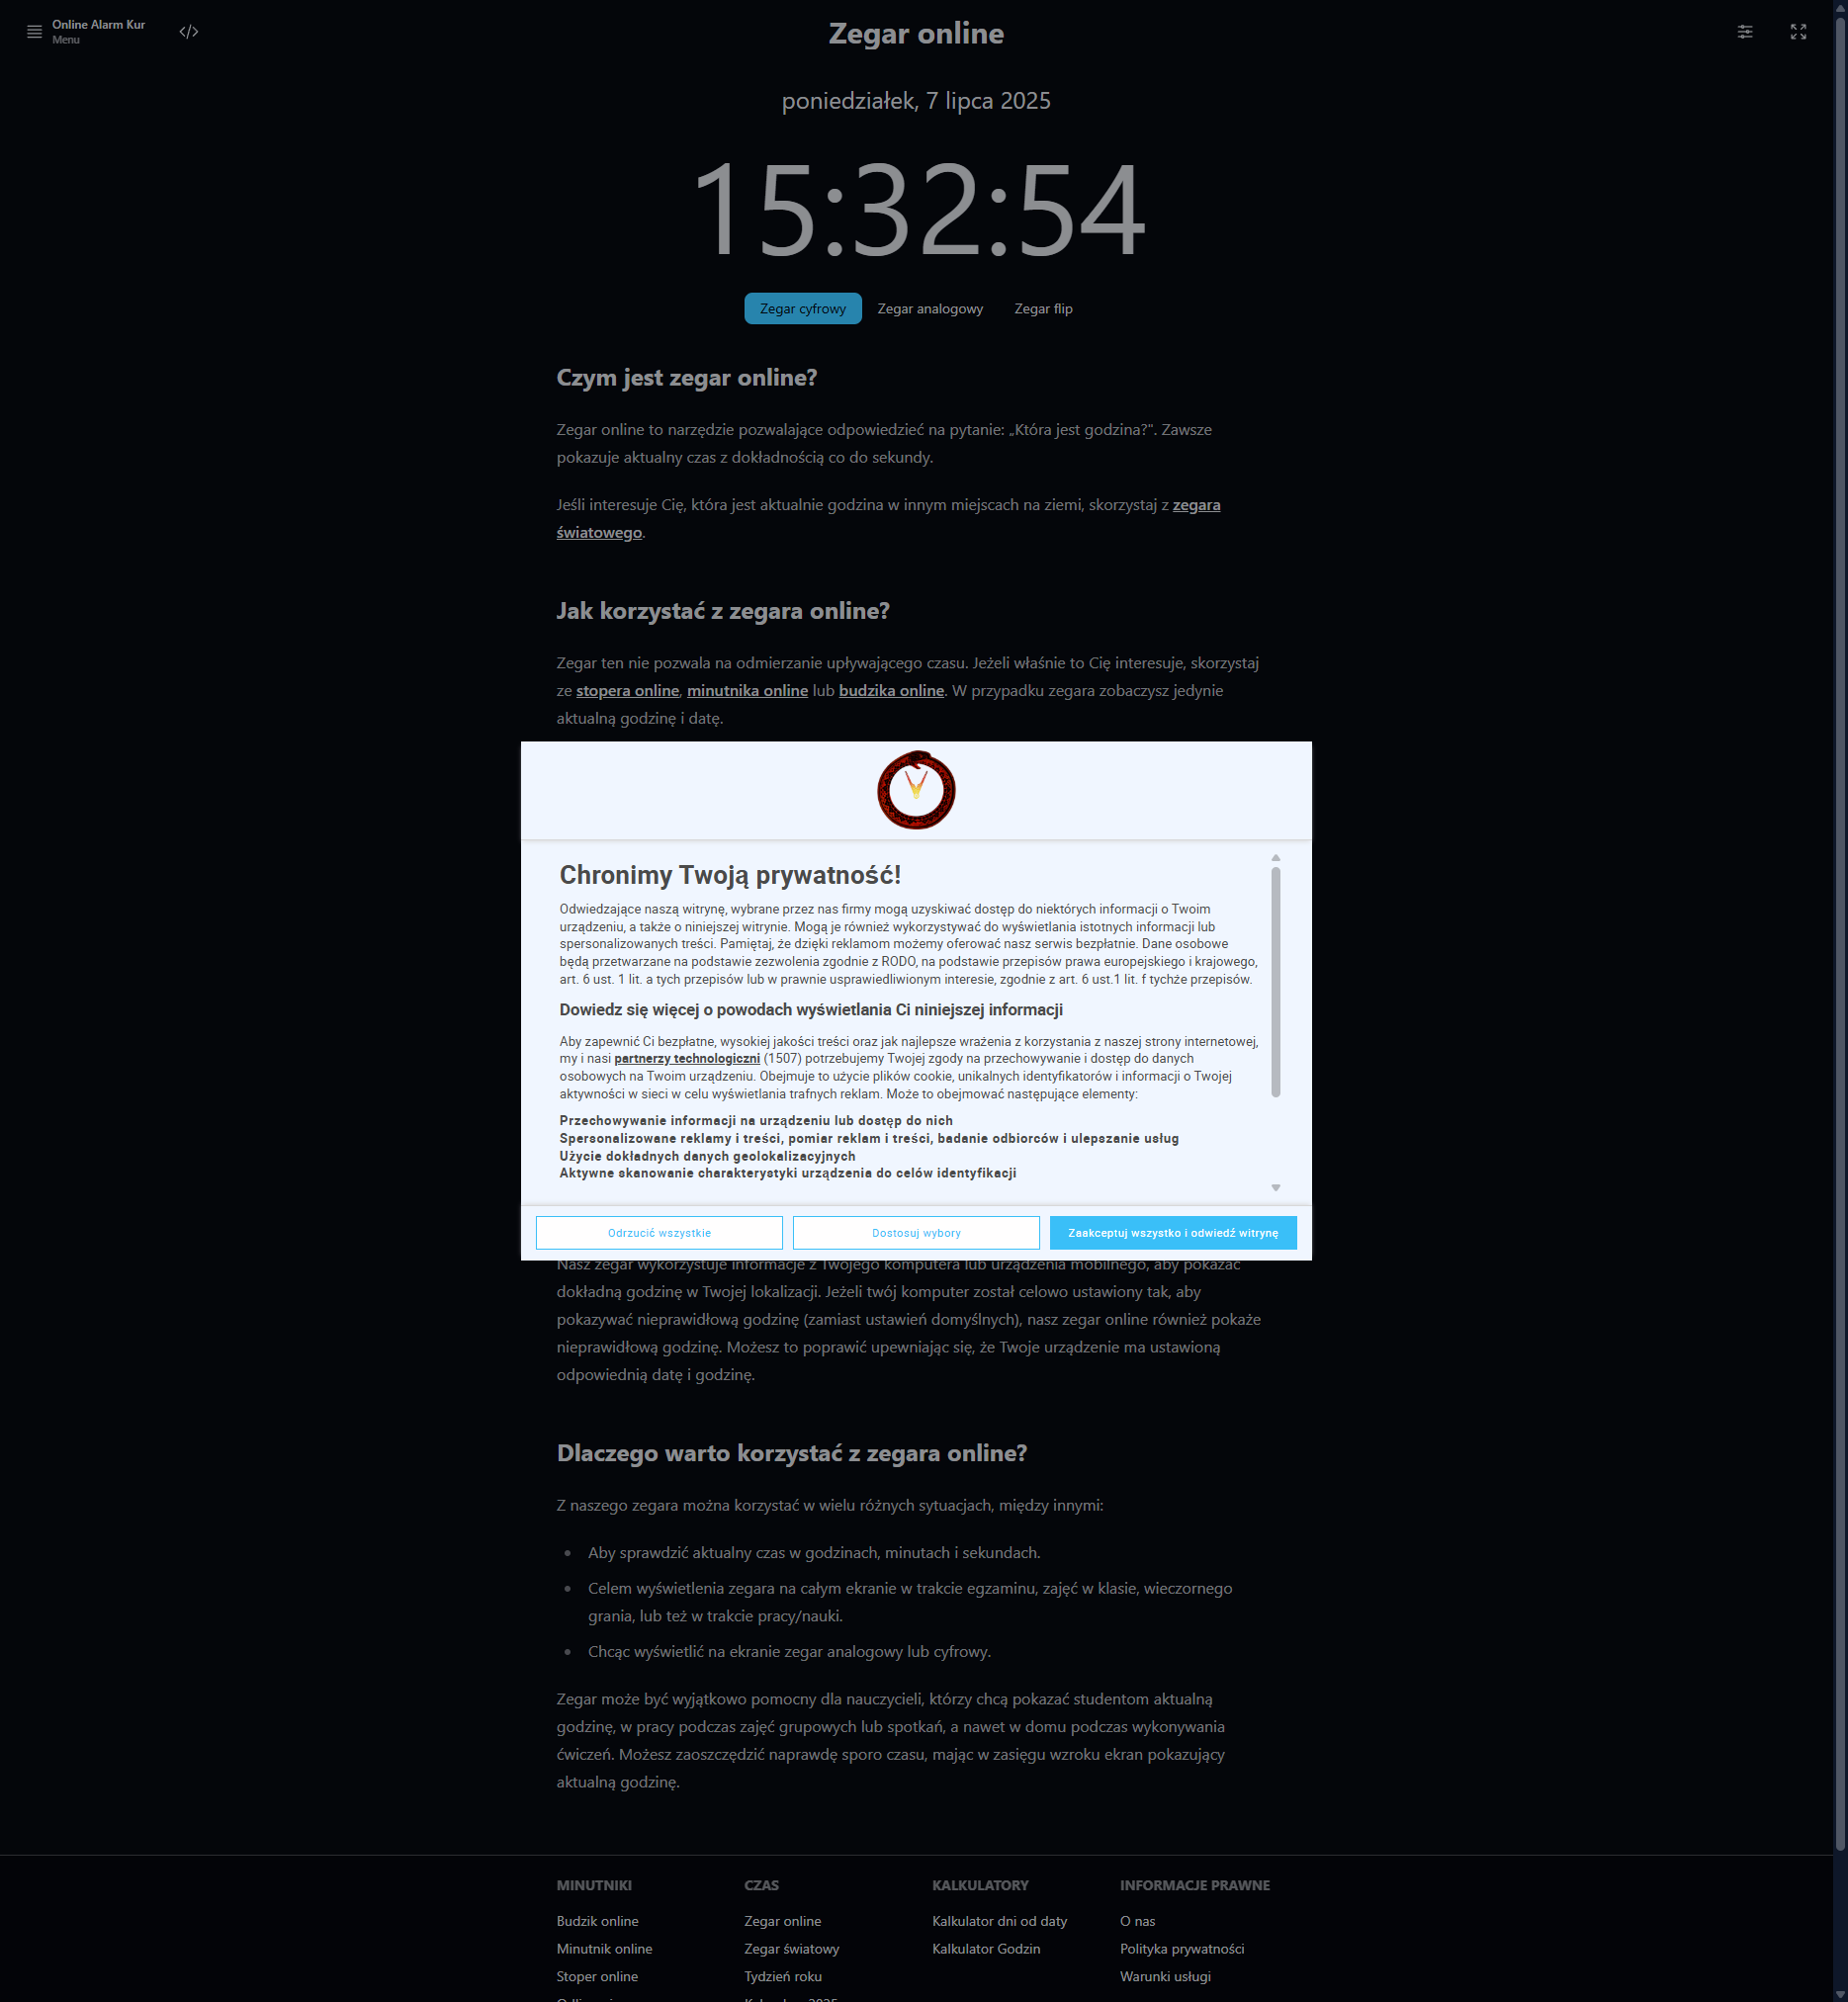 Online Alarm Kur
Menu
</>
Zegar online
poniedziałek, 7 lipca 2025
15:32:54
Zegar cyfrowy
Zegar analogowy
Zegar flip
Czym jest zegar online?
Zegar online to narzędzie pozwalające odpowiedzieć na pytanie: „Która jest godzina?”. Zawsze
pokazuje aktualny czas z dokładnością co do sekundy.
Jeśli interesuje Cię, która jest aktualnie godzina w innym miejscach na ziemi, skorzystaj z zegara
światowego.
Jak korzystać z zegara online?
Zegar ten nie pozwala na odmierzanie upływającego czasu. Jeżeli właśnie to Cię interesuje, skorzystaj
ze stopera online, minutnika online lub budzika online. W przypadku zegara zobaczysz jedynie
aktualną godzinę i datę.
Chronimy Twoją prywatność!
Odwiedzające naszą witrynę, wybrane przez nas firmy mogą uzyskiwać dostęp do niektórych informacji o Twoim
urządzeniu, a także o niniejszej witrynie. Mogą je również wykorzystywać do wyświetlania istotnych informacji lub
spersonalizowanych treści. Pamiętaj, że dzięki reklamom możemy oferować nasz serwis bezpłatnie. Dane osobowe
będą przetwarzane na podstawie zezwolenia zgodnie z RODO, na podstawie przepisów prawa europejskiego i krajowego,
art. 6 ust. 1 lit. a tych przepisów lub w prawnie usprawiedliwionym interesie, zgodnie z art. 6 ust.1 lit. f tychże przepisów.
Dowiedz się więcej o powodach wyświetlania Ci niniejszej informacji
Aby zapewnić Ci bezpłatne, wysokiej jakości treści oraz jak najlepsze wrażenia z korzystania z naszej strony internetowej,
my i nasi partnerzy technologiczni (1507) potrzebujemy Twojej zgody na przechowywanie i dostęp do danych
osobowych na Twoim urządzeniu. Obejmuje to użycie plików cookie, unikalnych identyfikatorów i informacji o Twojej
aktywności w sieci w celu wyświetlania trafnych reklam. Może to obejmować następujące elementy:
Przechowywanie informacji na urządzeniu lub dostęp do nich
Spersonalizowane reklamy i treści, pomiar reklam i treści, badanie odbiorców i ulepszanie usług
Użycie dokładnych danych geolokalizacyjnych
Aktywne skanowanie charakterystyki urządzenia do celów identyfikacji
Odrzucić wszystkie
Dostosuj wybory
Zaakceptuj wszystko i odwiedź witrynę
Nasz zegar wykorzystuje informacje z Twojego komputera lub urządzenia mobilnego, aby pokazać
dokładną godzinę w Twojej lokalizacji. Jeżeli twój komputer został celowo ustawiony tak, aby
pokazywać nieprawidłową godzinę (zamiast ustawień domyślnych), nasz zegar online również pokaże
nieprawidłową godzinę. Możesz to poprawić upewniając się, że Twoje urządzenie ma ustawioną
odpowiednią datę i godzinę.
Dlaczego warto korzystać z zegara online?
Z naszego zegara można korzystać w wielu różnych sytuacjach, między innymi:
• Aby sprawdzić aktualny czas w godzinach, minutach i sekundach.
• Celem wyświetlenia zegara na całym ekranie w trakcie egzaminu, zajęć w klasie, wieczornego
grania, lub też w trakcie pracy/nauki.
• Chcąc wyświetlić na ekranie zegar analogowy lub cyfrowy.
Zegar może być wyjątkowo pomocny dla nauczycieli, którzy chcą pokazać studentom aktualną
godzinę, w pracy podczas zajęć grupowych lub spotkań, a nawet w domu podczas wykonywania
ćwiczeń. Możesz zaoszczędzić naprawdę sporo czasu, mając w zasięgu wzroku ekran pokazujący
aktualną godzinę.
MINUTNIKI
Budzik online
Minutnik online
Stoper online
CZAS
Zegar online
Zegar światowy
Tydzień roku
KALKULATORY
Kalkulator dni od daty
Kalkulator Godzin
INFORMACJE PRAWNE
O nas
Polityka prywatności
Warunki usługi